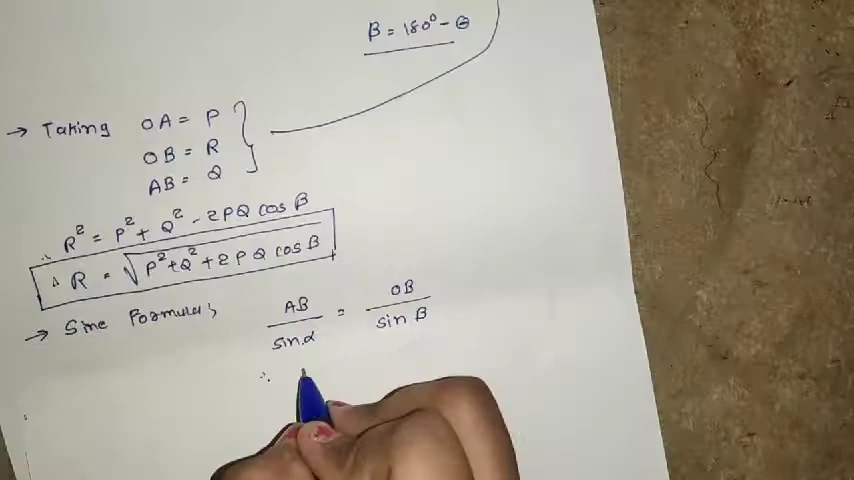 β = 180° - θ
→ Taking OA = P
OB = R
AB = Q
∴ R² = P² + Q² - 2PQ cos β
∴ R = √P²+Q²+2PQ cos β
→ Sine Formula;
AB / sin α = OB / sin β
∴